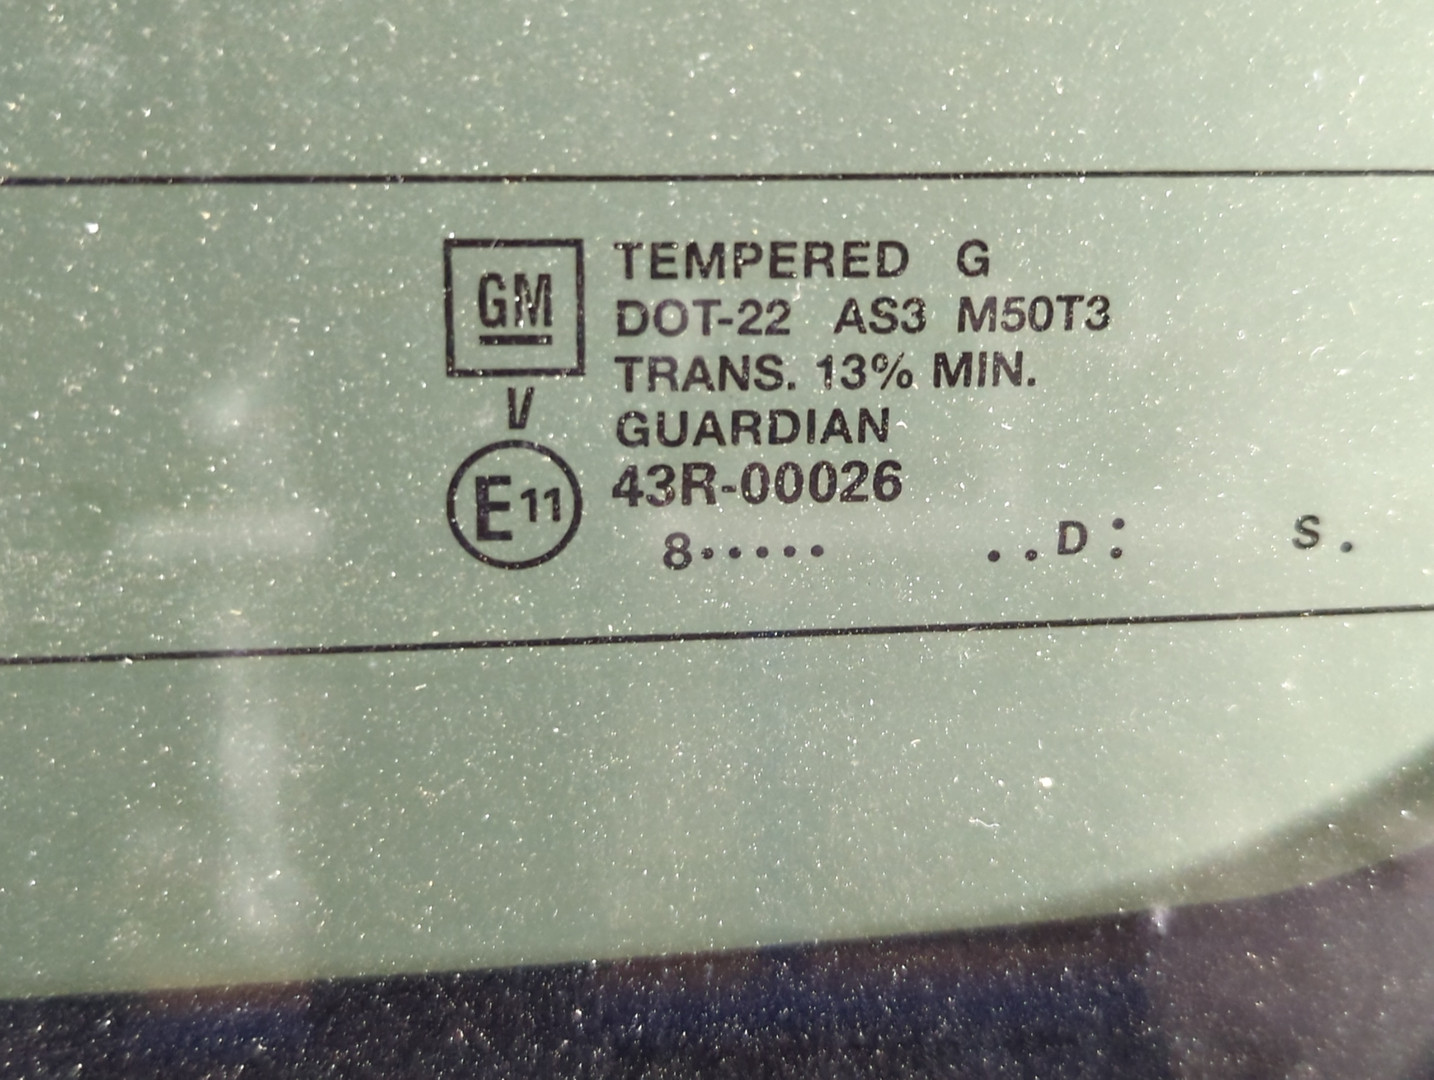 GM
TEMPERED G
DOT-22 AS3 M50T3
TRANS. 13% MIN.
V
GUARDIAN
E11 43R-00026
8••••• ..D: S.